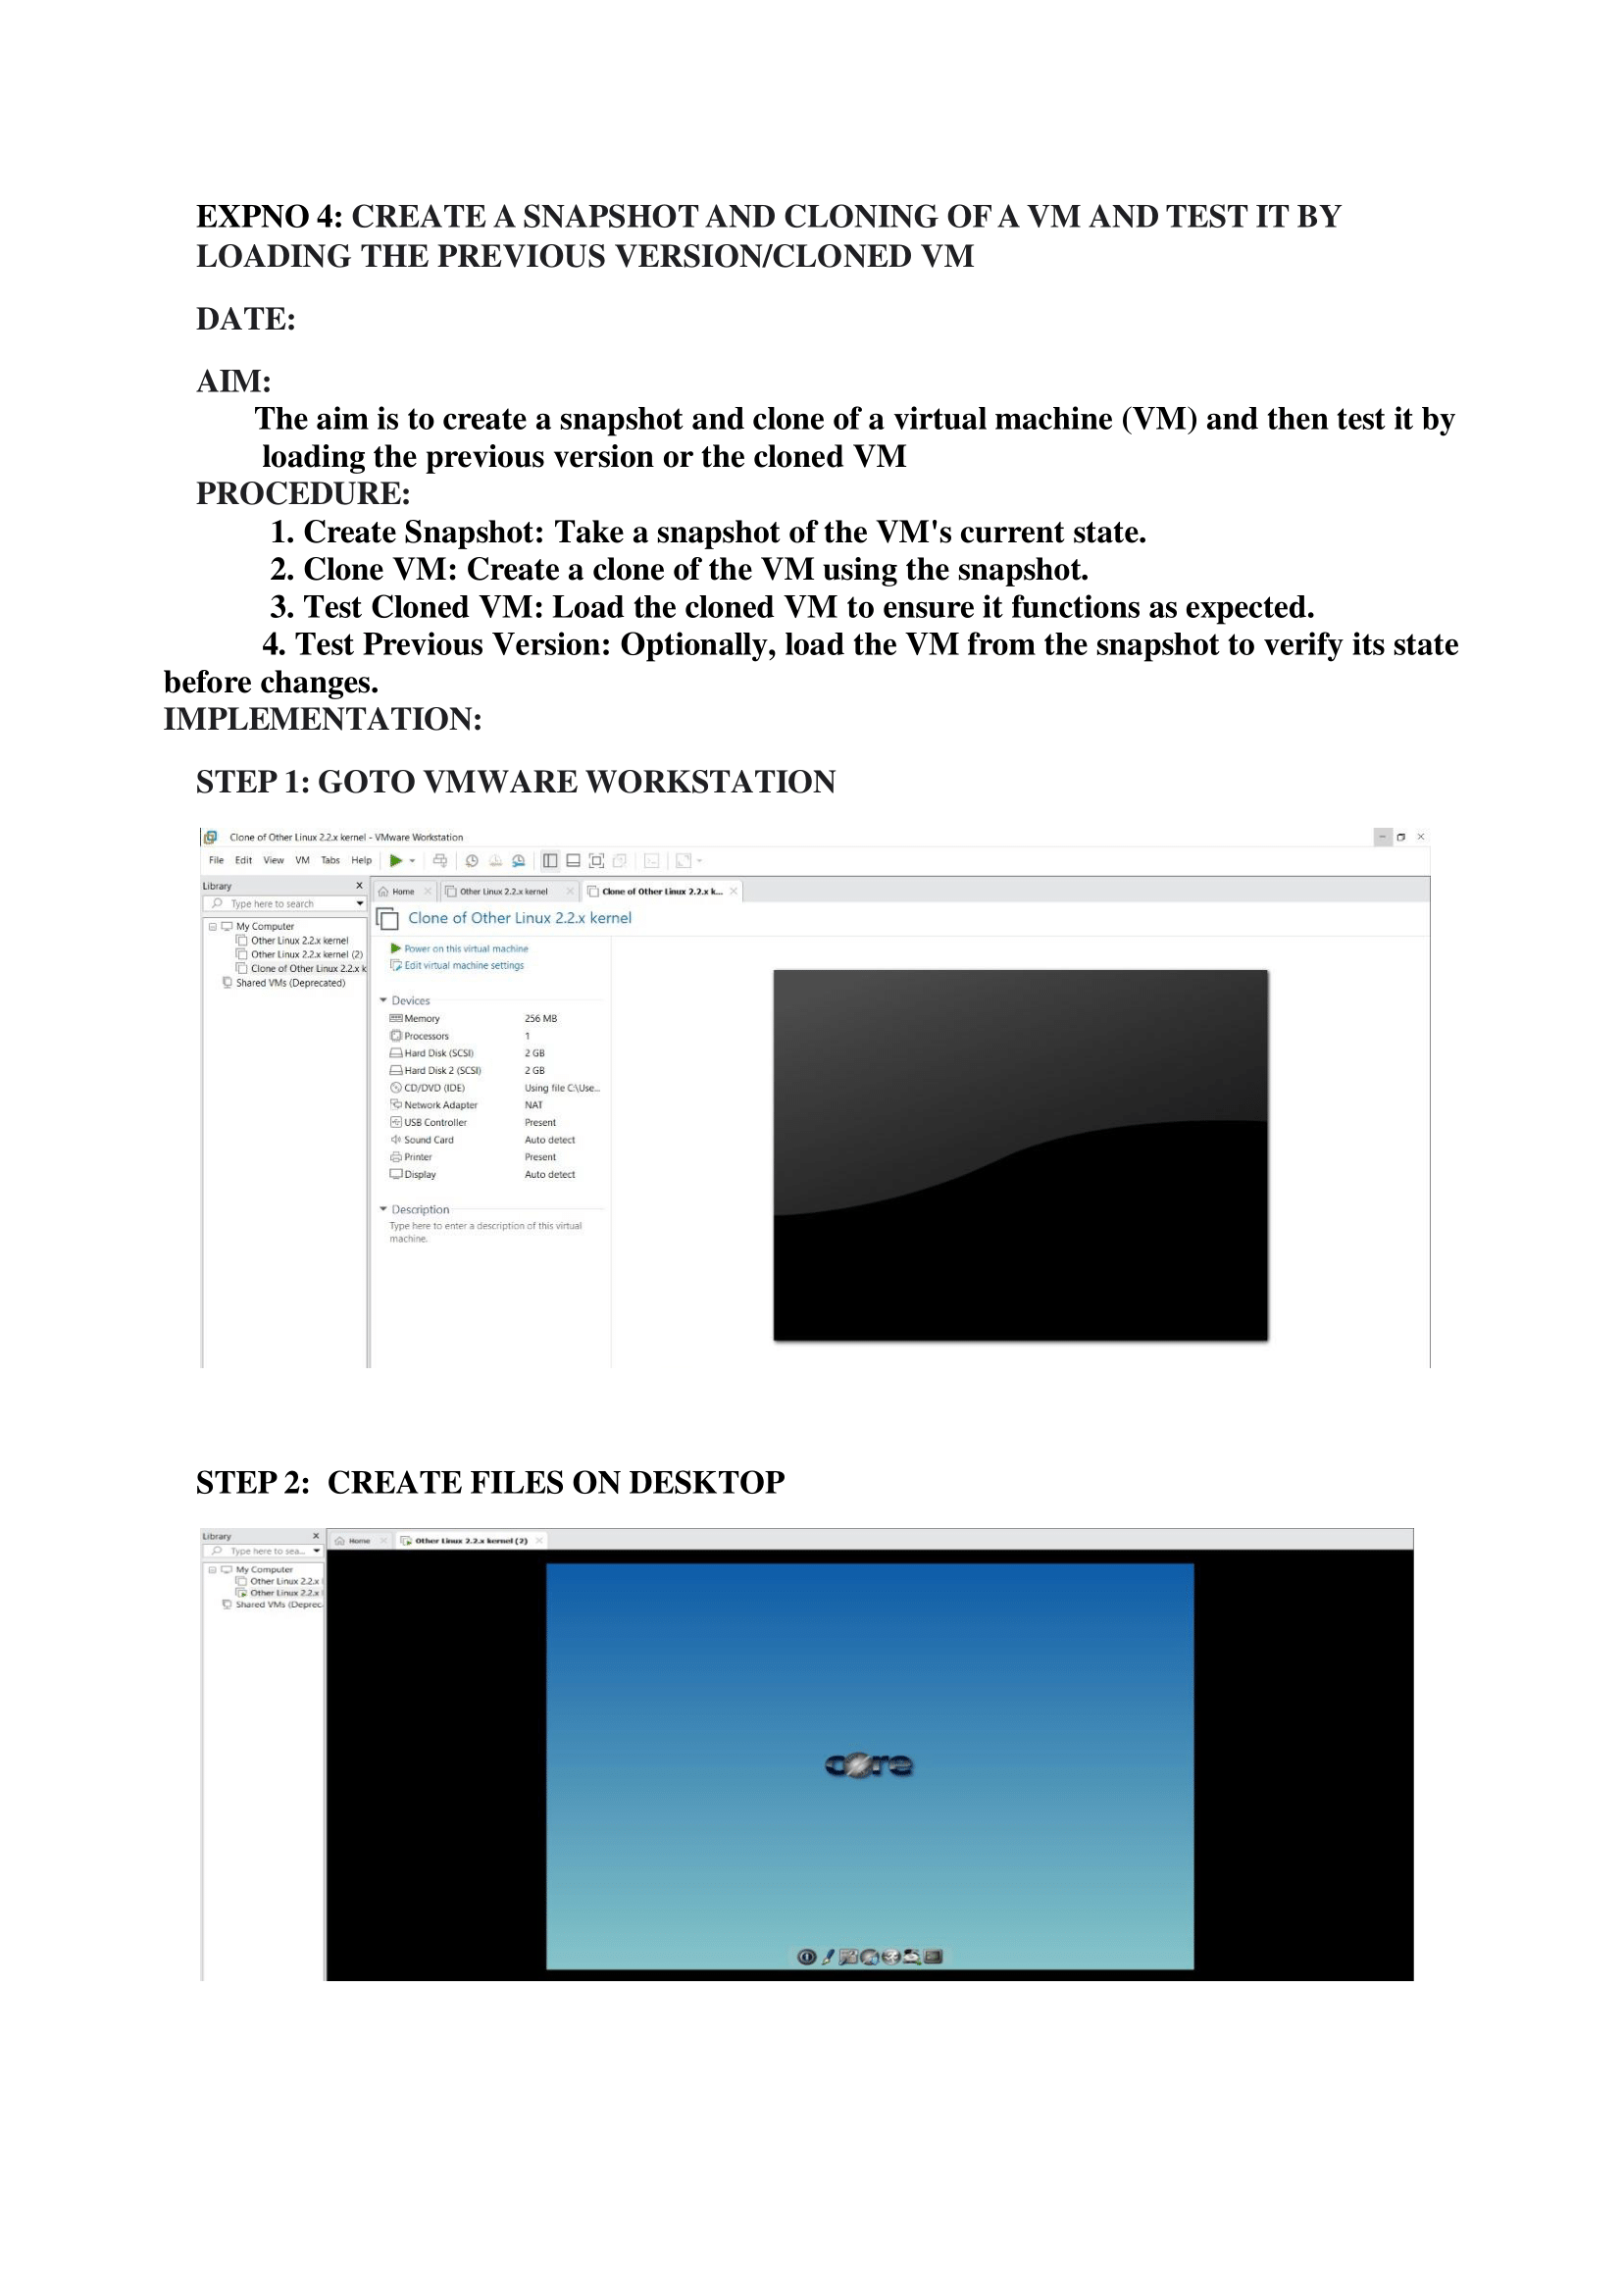 EXPNO 4: CREATE A SNAPSHOT AND CLONING OF A VM AND TEST IT BY
LOADING THE PREVIOUS VERSION/CLONED VM
DATE:
AIM:
The aim is to create a snapshot and clone of a virtual machine (VM) and then test it by
loading the previous version or the cloned VM
PROCEDURE:
1. Create Snapshot: Take a snapshot of the VM's current state.
2. Clone VM: Create a clone of the VM using the snapshot.
3. Test Cloned VM: Load the cloned VM to ensure it functions as expected.
4. Test Previous Version: Optionally, load the VM from the snapshot to verify its state
before changes.
IMPLEMENTATION:
STEP 1: GOTO VMWARE WORKSTATION
Clone of Other Linux 2.2.x kernel - VMware Workstation
File Edit View VM Tabs Help
Library
Type here to search
My Computer
Other Linux 2.2.x kernel
Other Linux 2.2.x kernel (2)
Clone of Other Linux 2.2.x k
Shared VMs (Deprecated)
Home Other Linux 2.2.x kernel Clone of Other Linux 2.2.x k...
Clone of Other Linux 2.2.x kernel
Power on this virtual machine
Edit virtual machine settings
Devices
Memory 256 MB
Processors 1
Hard Disk (SCSI) 2 GB
Hard Disk 2 (SCSI) 2 GB
CD/DVD (IDE) Using file C:\Use...
Network Adapter NAT
USB Controller Present
Sound Card Auto detect
Printer Present
Display Auto detect
Description
Type here to enter a description of this virtual
machine.
STEP 2: CREATE FILES ON DESKTOP
Library
Type here to sea...
My Computer
Other Linux 2.2.x
Other Linux 2.2.x
Shared VMs (Deprec
Home Other Linux 2.2.x kernel (2)
core